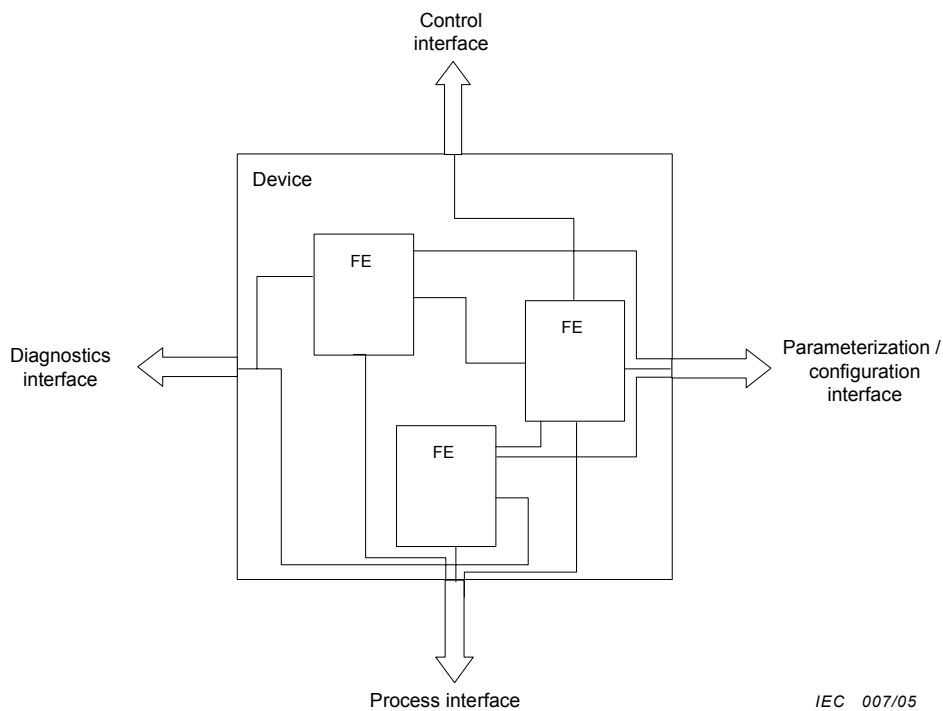 Control
interface
Device
FE
FE
Diagnostics
interface
Parameterization /
configuration
interface
FE
Process interface
IEC 007/05